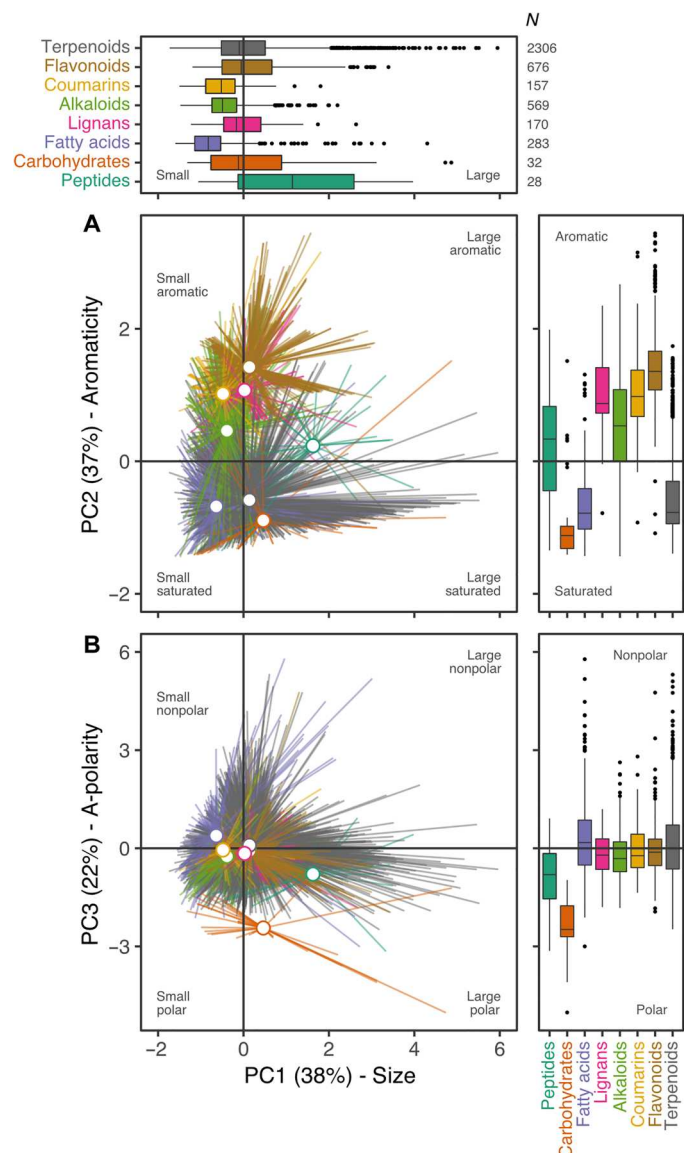 N
Terpenoids 2306
Flavonoids 676
Coumarins 157
Alkaloids 569
Lignans 170
Fatty acids 283
Carbohydrates 32
Peptides 28
Small Large
A
Large
aromatic
Small
aromatic
Aromatic
2
0
−2
PC2 (37%) - Aromaticity
Small
saturated
Large
saturated
Saturated
B
Large
nonpolar
Small
nonpolar
Nonpolar
6
3
0
−3
PC3 (22%) - A-polarity
Small
polar
Large
polar
Polar
−2 0 2 4 6
PC1 (38%) - Size
Peptides
Carbohydrates
Fatty acids
Lignans
Alkaloids
Coumarins
Flavonoids
Terpenoids